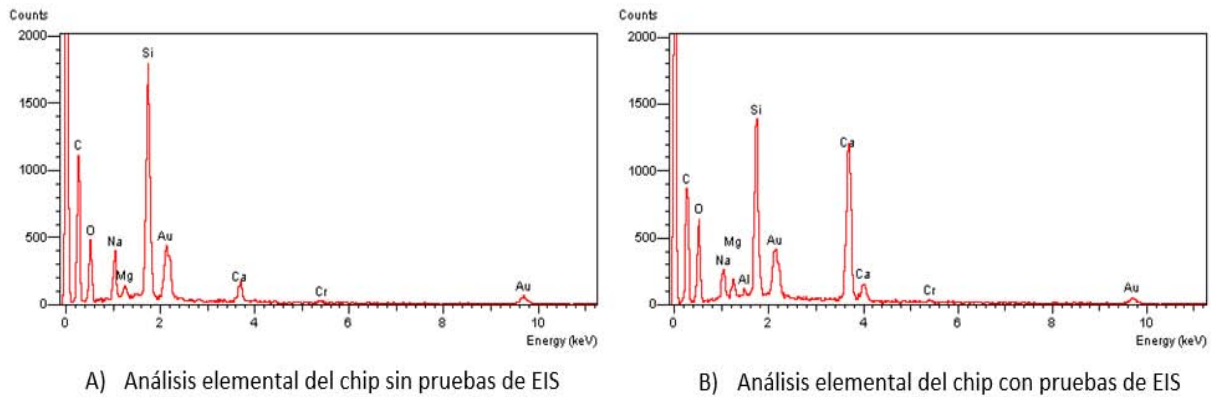 Counts
2000
1500
1000
500
0
C
O
Na
Mg
Si
Au
Ca
Cr
Au
0 2 4 6 8 10
Energy (keV)
A) Análisis elemental del chip sin pruebas de EIS
Counts
2000
1500
1000
500
0
C
O
Na
Mg
Al
Si
Au
Ca
Ca
Cr
Au
0 2 4 6 8 10
Energy (keV)
B) Análisis elemental del chip con pruebas de EIS